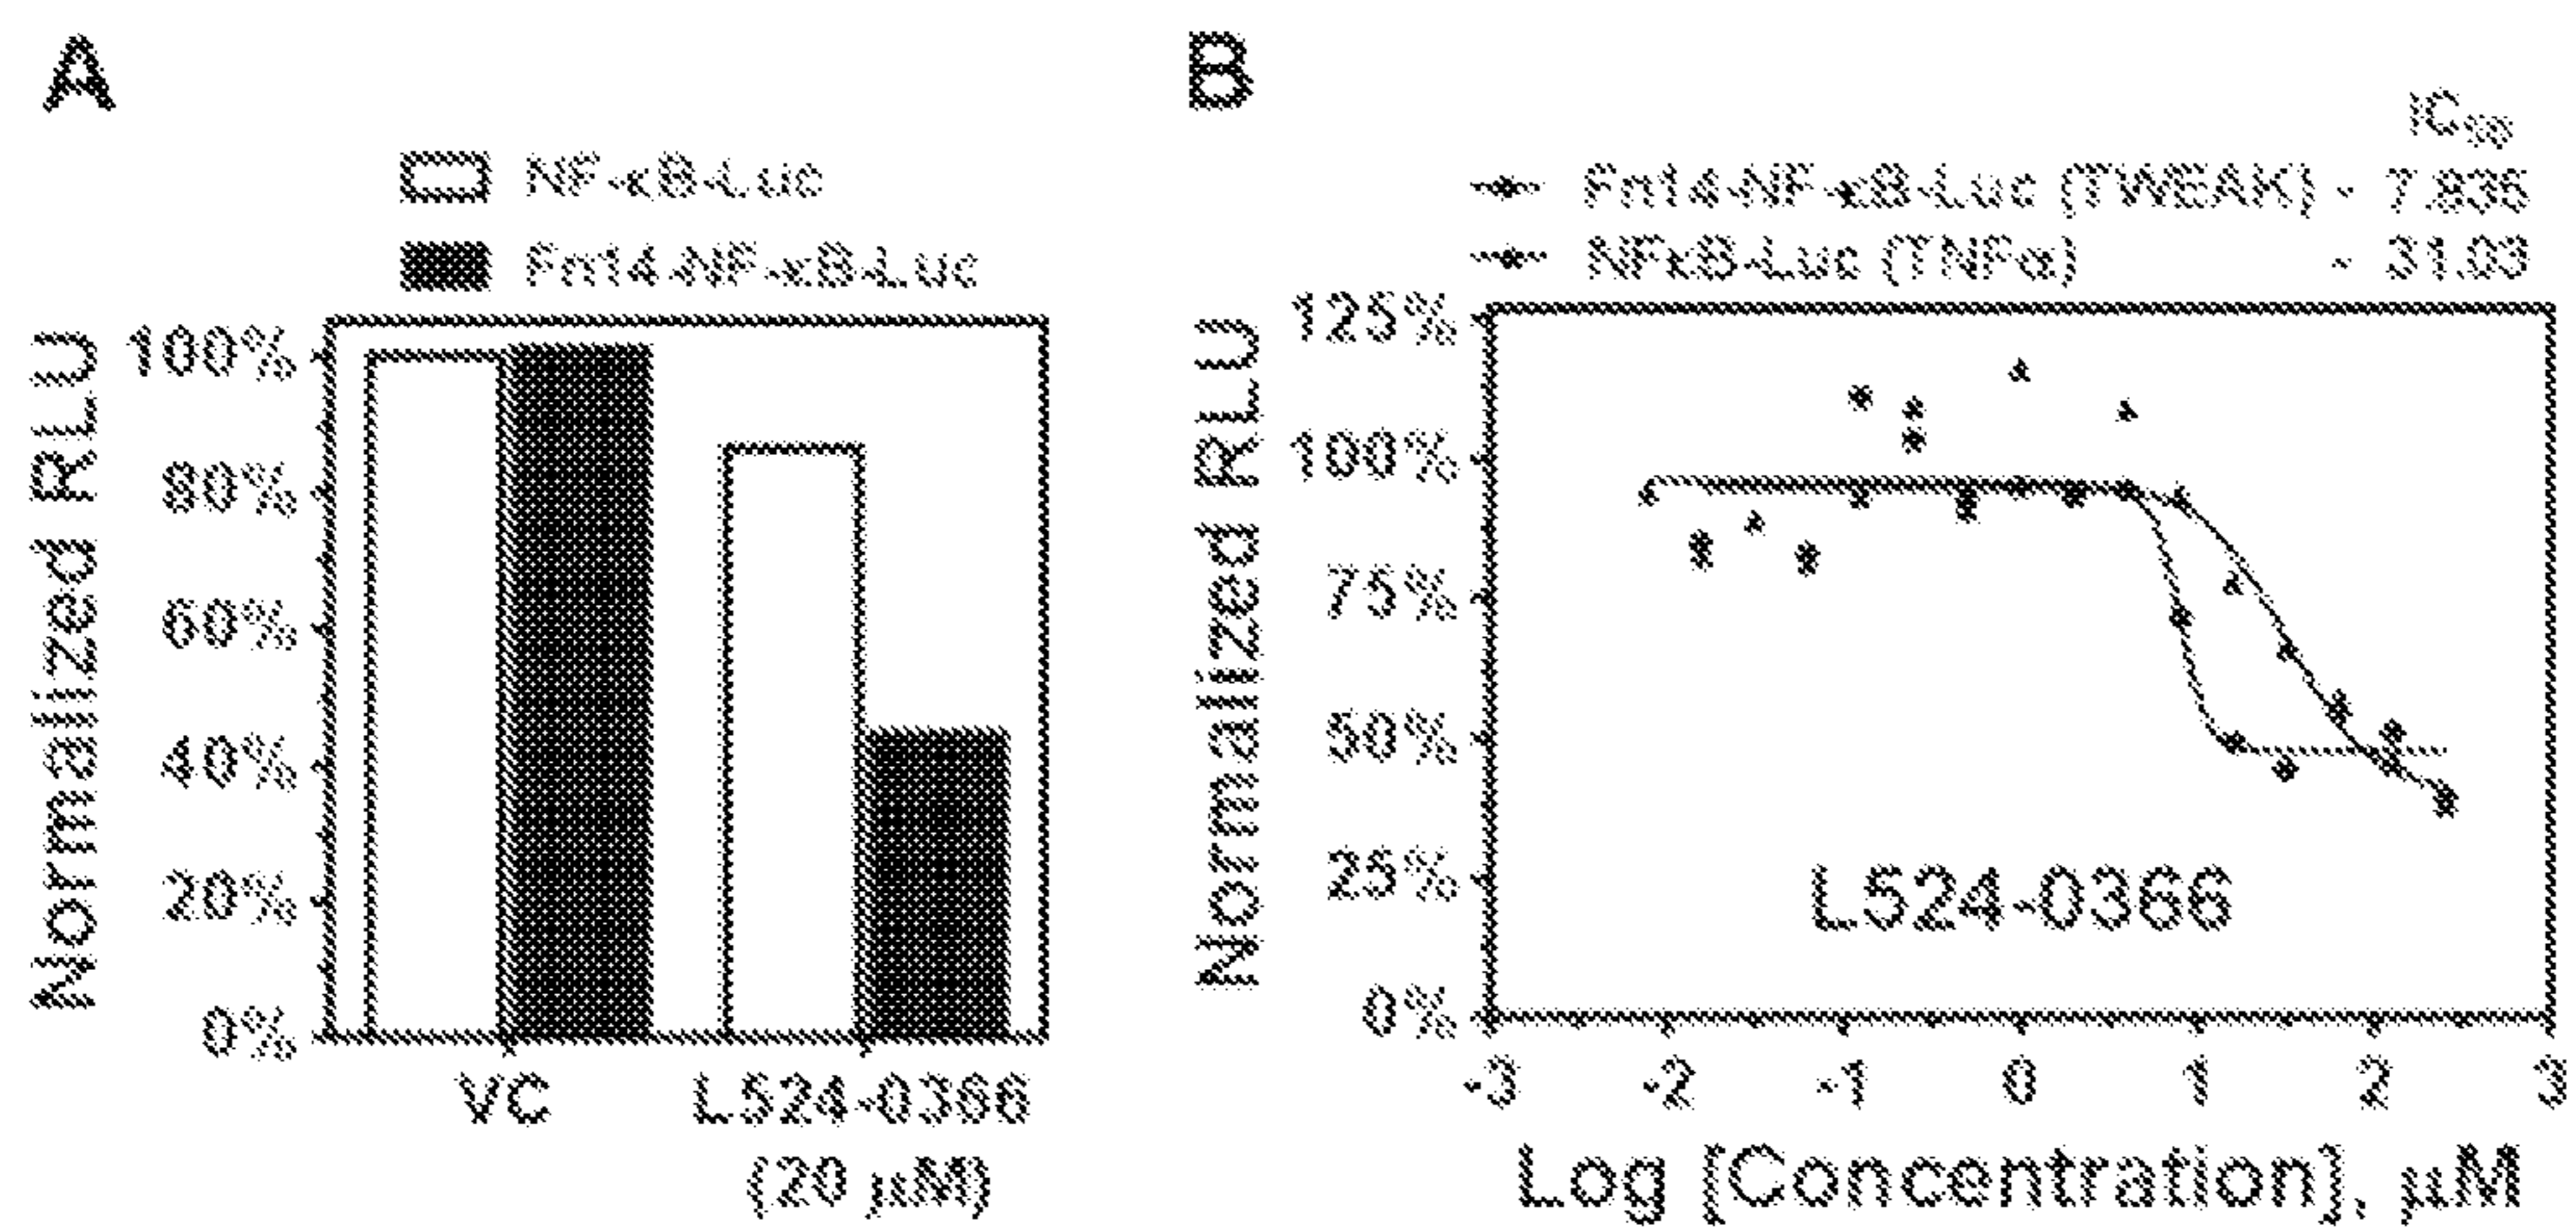 A
NF-κB-Luc
Fn14-NF-κB-Luc
Normalized RLU
100%
80%
60%
40%
20%
0%
VC
L524-0366
(20 μM)
B
IC50
Fn14-NF-κB-Luc (TWEAK) - 7.836
NFκB-Luc (TNFα) - 31.03
Normalized RLU
125%
100%
75%
50%
25%
0%
L524-0366
-3 -2 -1 0 1 2 3
Log [Concentration], μM